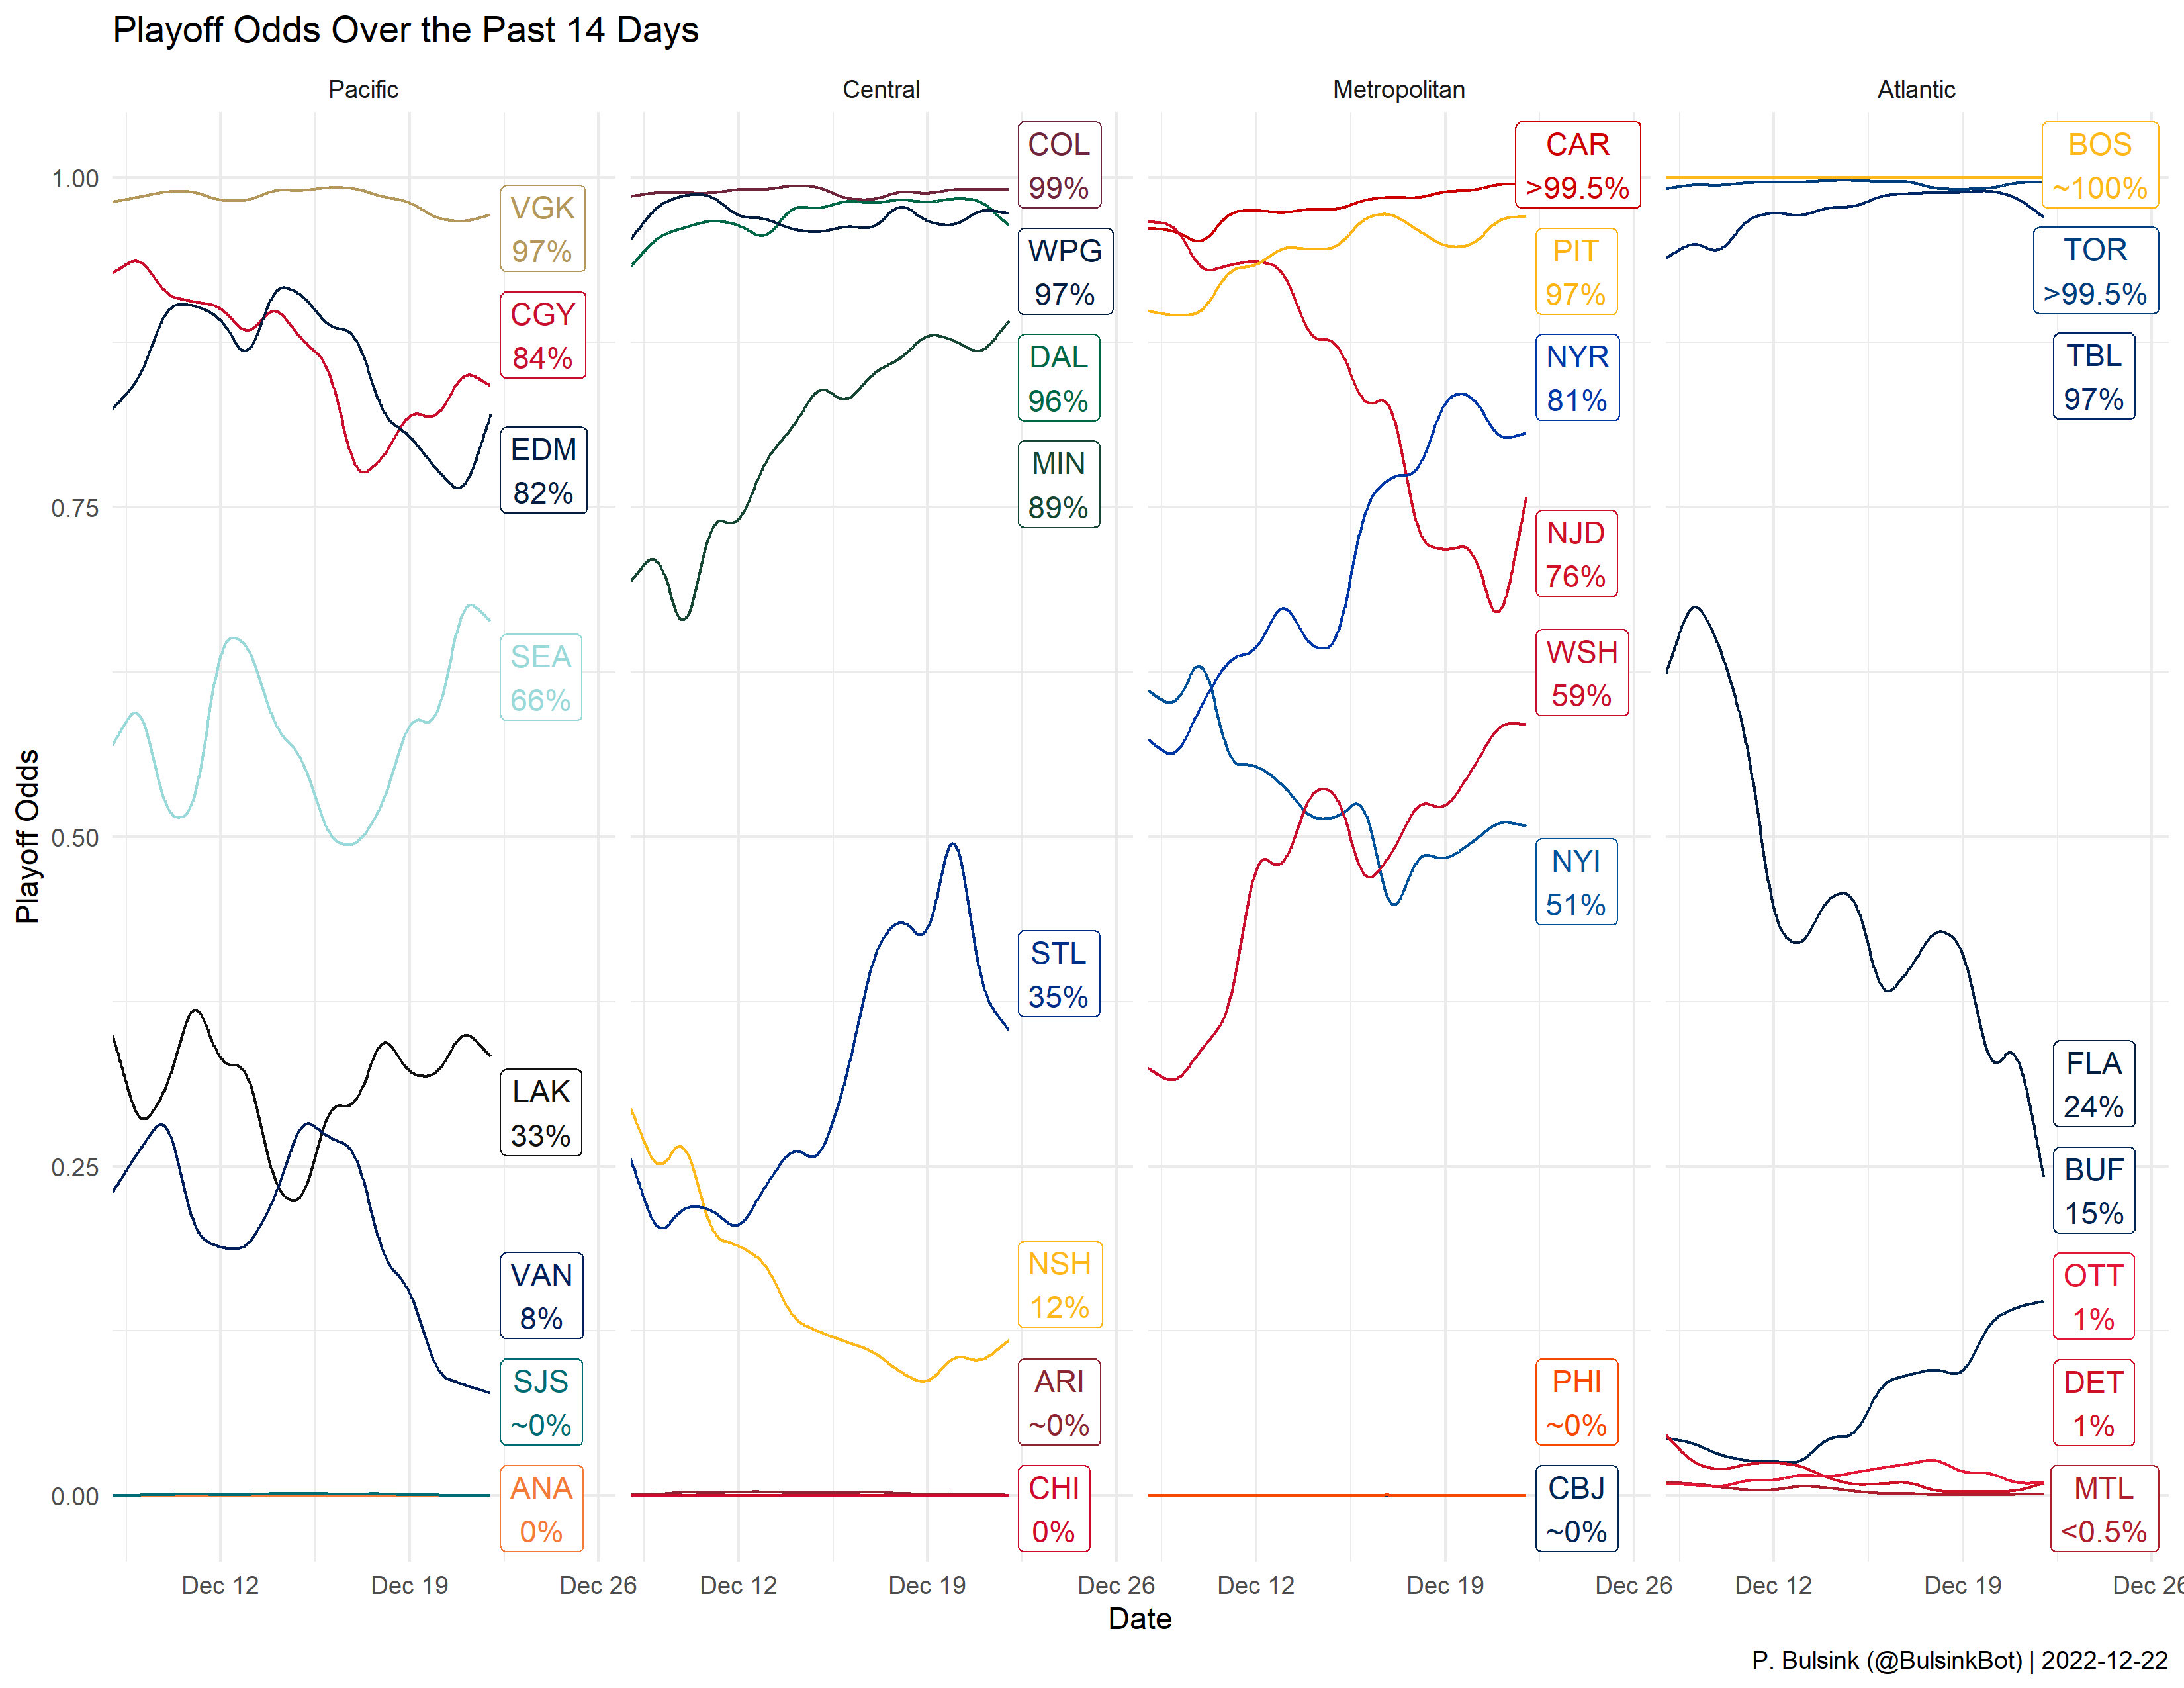 Playoff Odds Over the Past 14 Days
Pacific
Central
Metropolitan
Atlantic
Playoff Odds
1.00
0.75
0.50
0.25
0.00
VGK
97%
CGY
84%
EDM
82%
SEA
66%
LAK
33%
VAN
8%
SJS
~0%
ANA
0%
COL
99%
WPG
97%
DAL
96%
MIN
89%
STL
35%
NSH
12%
ARI
~0%
CHI
0%
CAR
>99.5%
PIT
97%
NYR
81%
NJD
76%
WSH
59%
NYI
51%
PHI
~0%
CBJ
~0%
BOS
~100%
TOR
>99.5%
TBL
97%
FLA
24%
BUF
15%
OTT
1%
DET
1%
MTL
<0.5%
Dec 12 Dec 19 Dec 26 Dec 12 Dec 19 Dec 26 Dec 12 Dec 19 Dec 26 Dec 12 Dec 19 Dec 26
Date
P. Bulsink (@BulsinkBot) | 2022-12-22